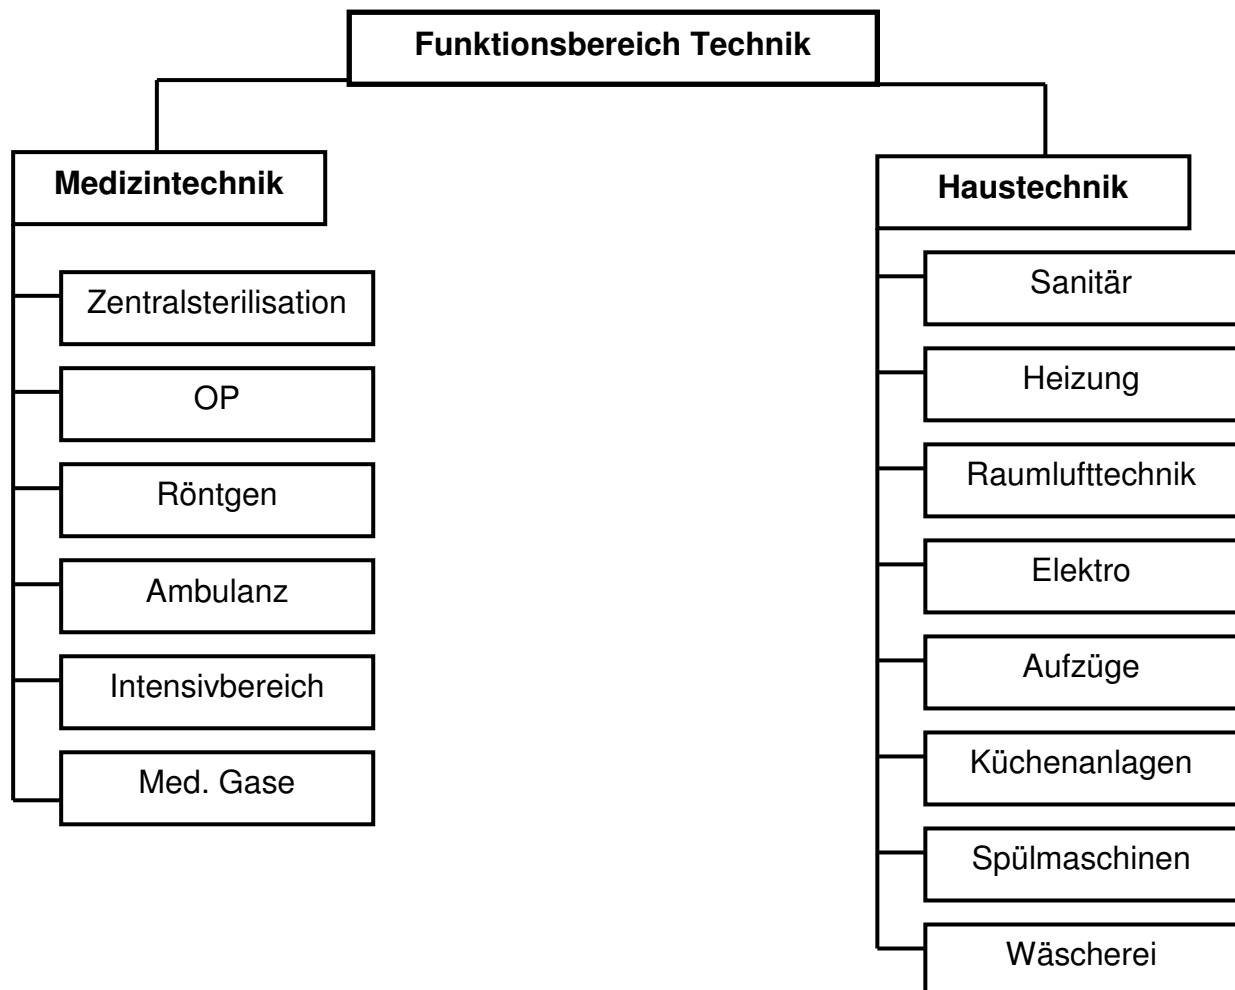 Funktionsbereich Technik
Medizintechnik
Zentralsterilisation
OP
Röntgen
Ambulanz
Intensivbereich
Med. Gase
Haustechnik
Sanitär
Heizung
Raumlufttechnik
Elektro
Aufzüge
Küchenanlagen
Spülmaschinen
Wäscherei